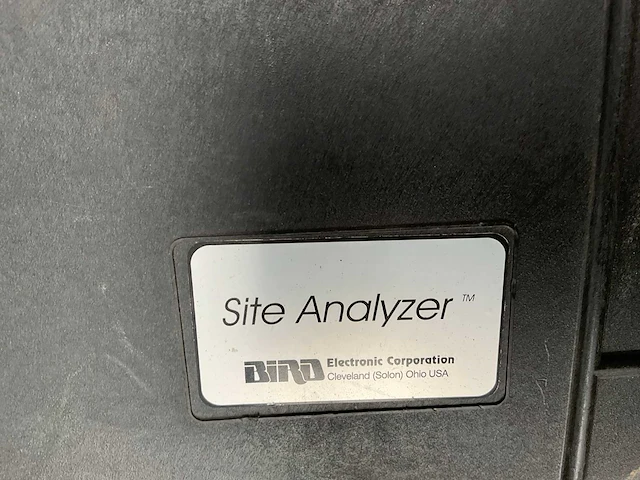 Site Analyzer™
BIRD Electronic Corporation
Cleveland (Solon) Ohio USA